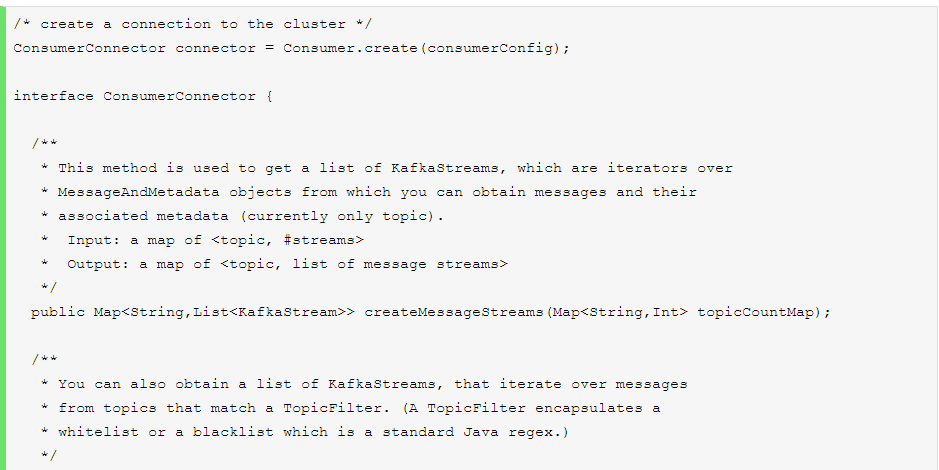 /* create a connection to the cluster */
ConsumerConnector connector = Consumer.create(consumerConfig);
interface ConsumerConnector {
/**
* This method is used to get a list of KafkaStreams, which are iterators over
* MessageAndMetadata objects from which you can obtain messages and their
* associated metadata (currently only topic).
*  Input: a map of <topic, #streams>
*  Output: a map of <topic, list of message streams>
*/
public Map<String,List<KafkaStream>> createMessageStreams(Map<String,Int> topicCountMap);
/**
* You can also obtain a list of KafkaStreams, that iterate over messages
* from topics that match a TopicFilter. (A TopicFilter encapsulates a
* whitelist or a blacklist which is a standard Java regex.)
*/